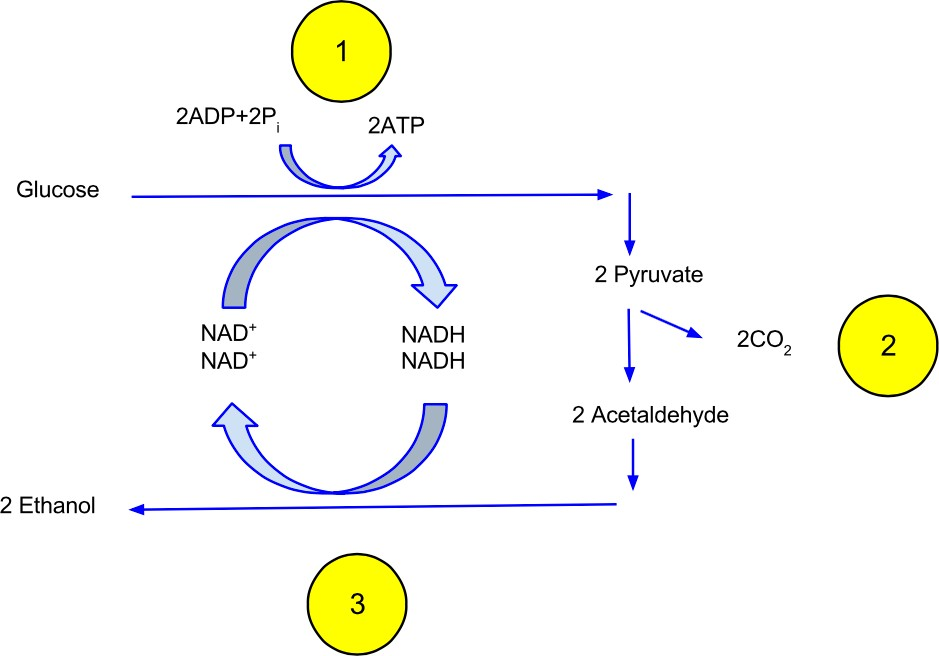 1
2ADP+2Pi
2ATP
Glucose
2 Pyruvate
NAD+
NAD+
NADH
NADH
2CO2
2
2 Acetaldehyde
2 Ethanol
3